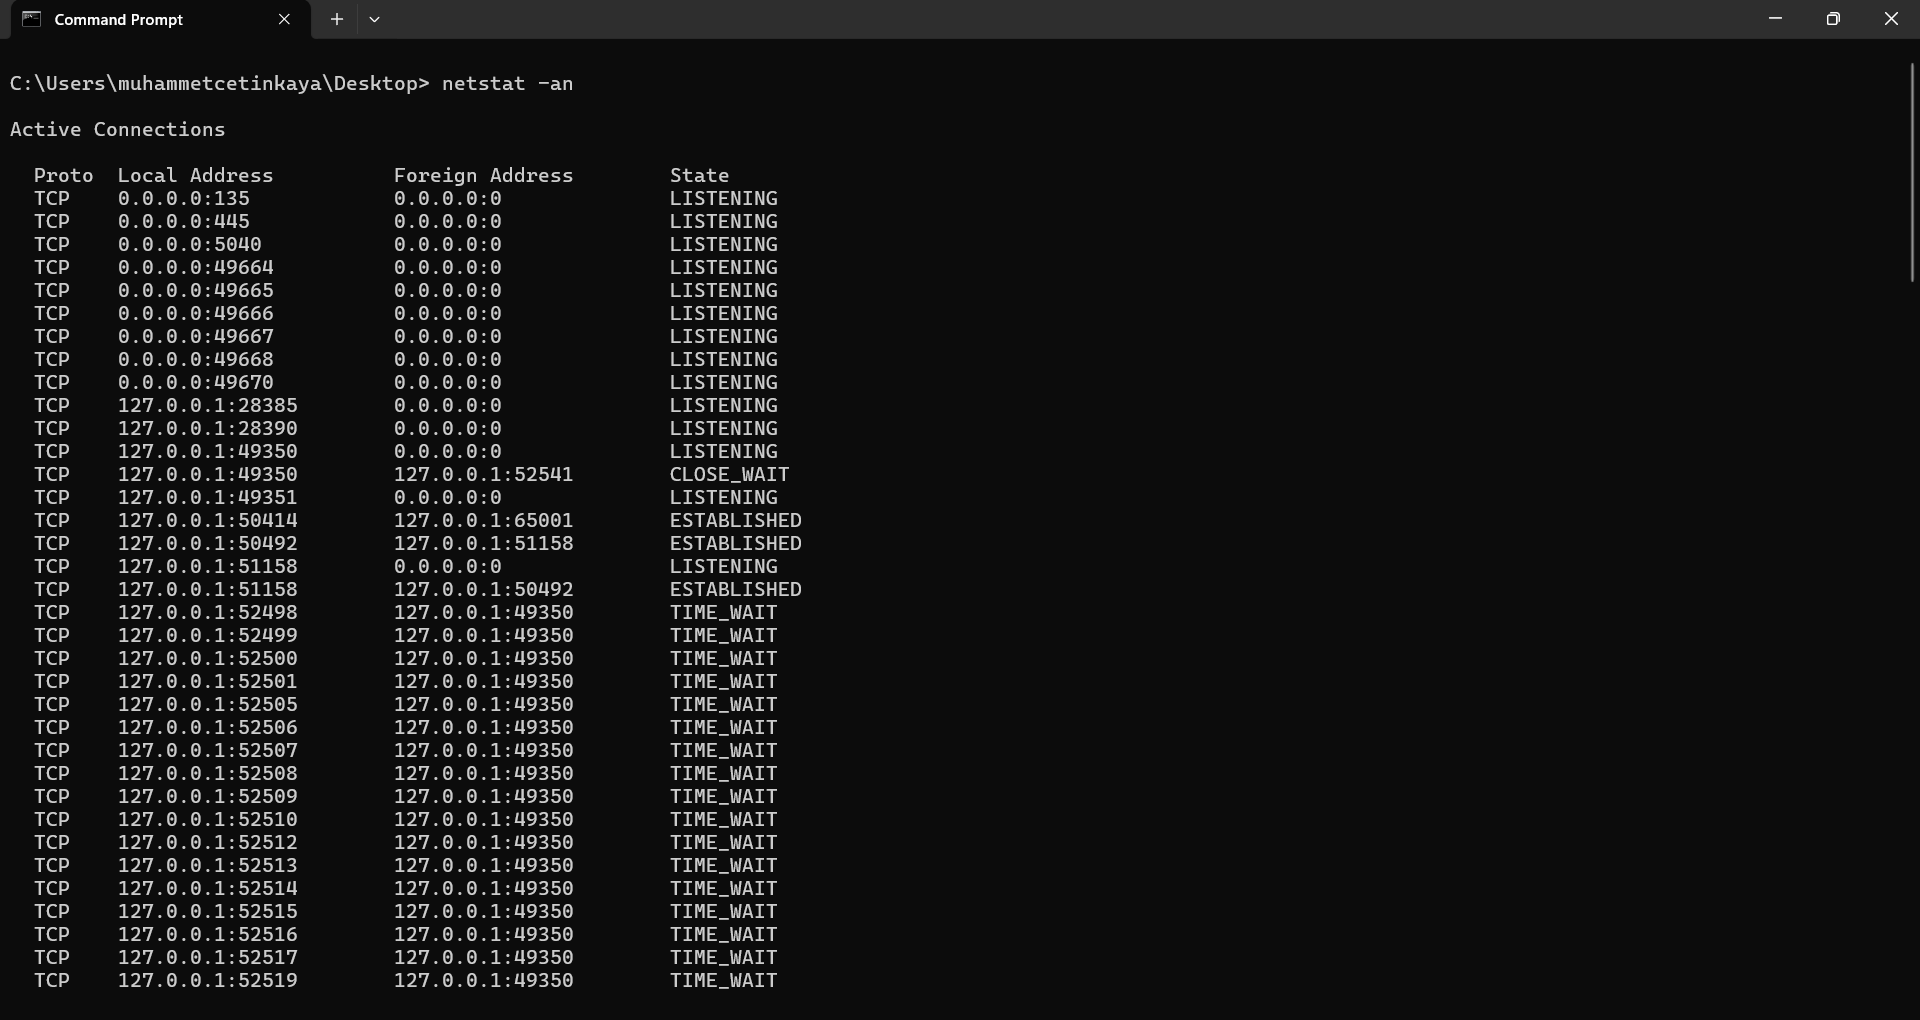 Command Prompt
C:\Users\muhammetcetinkaya\Desktop> netstat -an
Active Connections
Proto  Local Address          Foreign Address        State
TCP    0.0.0.0:135            0.0.0.0:0              LISTENING
TCP    0.0.0.0:445            0.0.0.0:0              LISTENING
TCP    0.0.0.0:5040           0.0.0.0:0              LISTENING
TCP    0.0.0.0:49664          0.0.0.0:0              LISTENING
TCP    0.0.0.0:49665          0.0.0.0:0              LISTENING
TCP    0.0.0.0:49666          0.0.0.0:0              LISTENING
TCP    0.0.0.0:49667          0.0.0.0:0              LISTENING
TCP    0.0.0.0:49668          0.0.0.0:0              LISTENING
TCP    0.0.0.0:49670          0.0.0.0:0              LISTENING
TCP    127.0.0.1:28385        0.0.0.0:0              LISTENING
TCP    127.0.0.1:28390        0.0.0.0:0              LISTENING
TCP    127.0.0.1:49350        0.0.0.0:0              LISTENING
TCP    127.0.0.1:49350        127.0.0.1:52541        CLOSE_WAIT
TCP    127.0.0.1:49351        0.0.0.0:0              LISTENING
TCP    127.0.0.1:50414        127.0.0.1:65001        ESTABLISHED
TCP    127.0.0.1:50492        127.0.0.1:51158        ESTABLISHED
TCP    127.0.0.1:51158        0.0.0.0:0              LISTENING
TCP    127.0.0.1:51158        127.0.0.1:50492        ESTABLISHED
TCP    127.0.0.1:52498        127.0.0.1:49350        TIME_WAIT
TCP    127.0.0.1:52499        127.0.0.1:49350        TIME_WAIT
TCP    127.0.0.1:52500        127.0.0.1:49350        TIME_WAIT
TCP    127.0.0.1:52501        127.0.0.1:49350        TIME_WAIT
TCP    127.0.0.1:52505        127.0.0.1:49350        TIME_WAIT
TCP    127.0.0.1:52506        127.0.0.1:49350        TIME_WAIT
TCP    127.0.0.1:52507        127.0.0.1:49350        TIME_WAIT
TCP    127.0.0.1:52508        127.0.0.1:49350        TIME_WAIT
TCP    127.0.0.1:52509        127.0.0.1:49350        TIME_WAIT
TCP    127.0.0.1:52510        127.0.0.1:49350        TIME_WAIT
TCP    127.0.0.1:52512        127.0.0.1:49350        TIME_WAIT
TCP    127.0.0.1:52513        127.0.0.1:49350        TIME_WAIT
TCP    127.0.0.1:52514        127.0.0.1:49350        TIME_WAIT
TCP    127.0.0.1:52515        127.0.0.1:49350        TIME_WAIT
TCP    127.0.0.1:52516        127.0.0.1:49350        TIME_WAIT
TCP    127.0.0.1:52517        127.0.0.1:49350        TIME_WAIT
TCP    127.0.0.1:52519        127.0.0.1:49350        TIME_WAIT